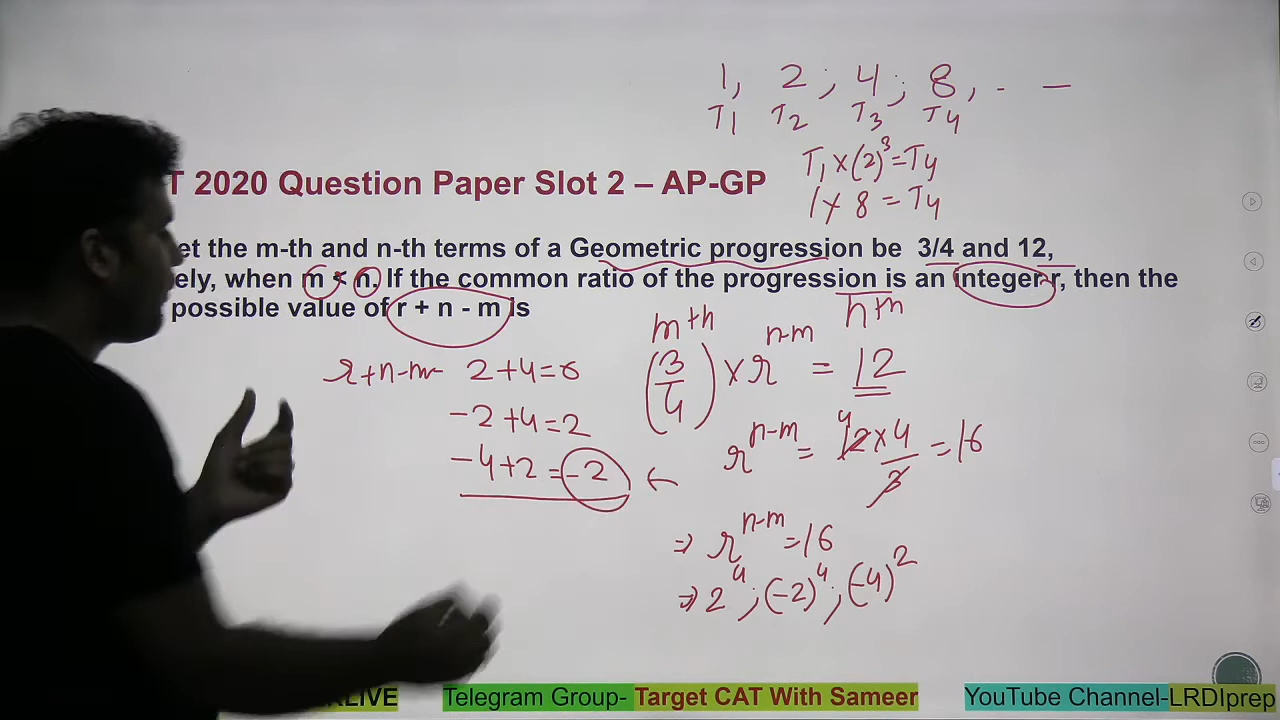 1, 2, 4, 8, . —
T1 T2 T3 T4
T1 × (2)^3 = T4
1 × 8 = T4
T 2020 Question Paper Slot 2 – AP-GP
et the m-th and n-th terms of a Geometric progression be 3/4 and 12,
ely, when m < n. If the common ratio of the progression is an integer r, then the
possible value of r + n - m is
mth nth
(3/4) × r^n-m = 12
r+n-m 2+4=6
-2+4=2
-4+2=-2
r^n-m = 12×4/3 = 16
⇒ r^n-m = 16
⇒ 2^4 ; (-2)^4 ; (-4)^2
LIVE
Telegram Group- Target CAT With Sameer
YouTube Channel-LRDIprep